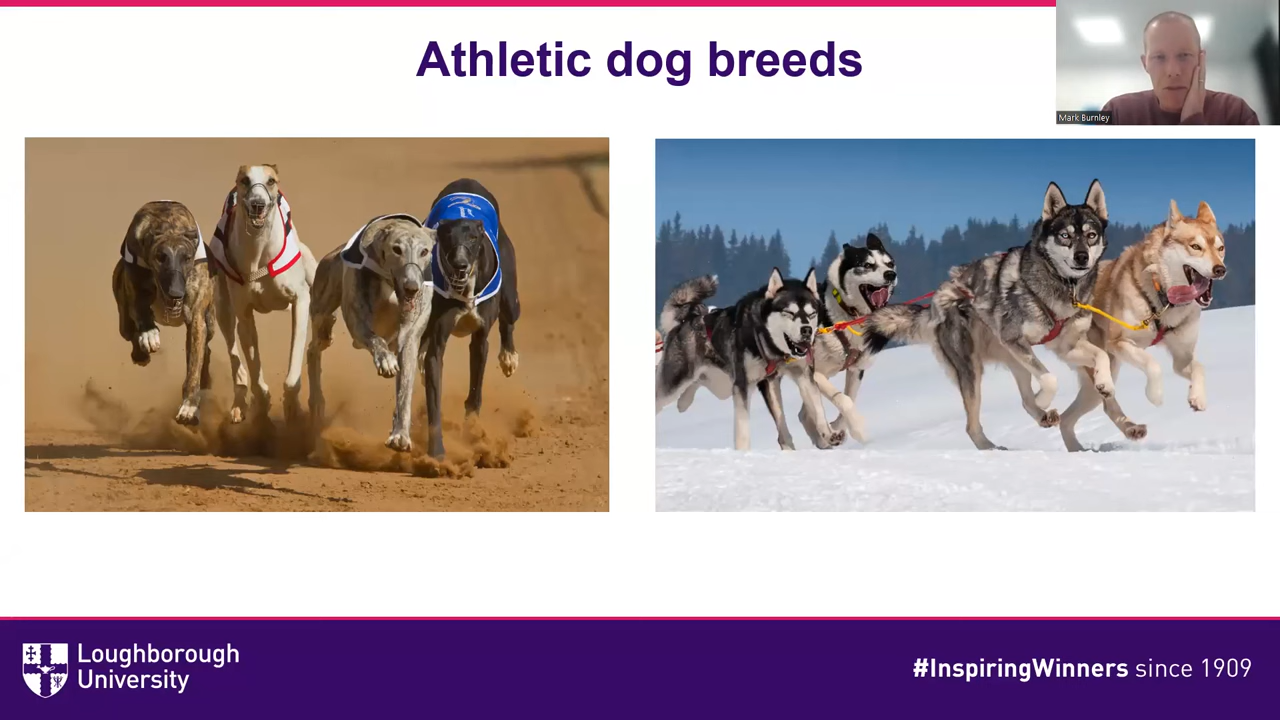 Athletic dog breeds
Mark Burnley
Loughborough
University
#InspiringWinners since 1909